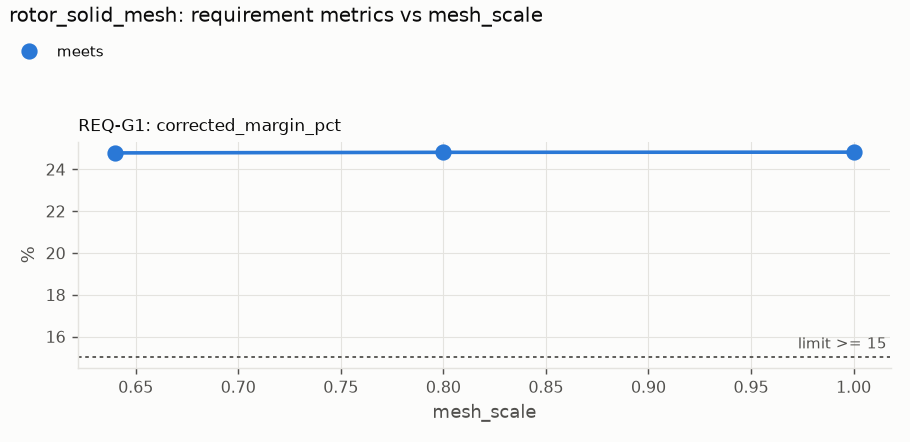 rotor_solid_mesh: requirement metrics vs mesh_scale
meets
REQ-G1: corrected_margin_pct
24
22
20
18
16
%
limit >= 15
0.65 0.70 0.75 0.80 0.85 0.90 0.95 1.00
mesh_scale